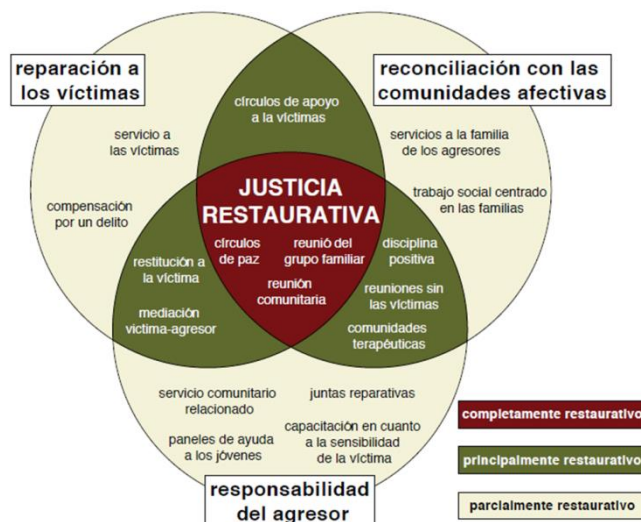 reparación a
los víctimas
reconciliación con las
comunidades afectivas
círculos de apoyo
a la víctimas
servicio a
las víctimas
servicios a la familia
de los agresores
compensación
por un delito
trabajo social centrado
en las familias
JUSTICIA
RESTAURATIVA
círculos
de paz
reunió del
grupo familiar
reunión
comunitaria
restitución a
la víctima
mediación
victima-agresor
disciplina
positiva
reuniones sin
las víctimas
comunidades
terapéuticas
servicio comunitario
relacionado
juntas reparativas
paneles de ayuda
a los jóvenes
capacitación en cuanto
a la sensibilidad
de la víctima
responsabilidad
del agresor
completamente restaurativo
principalmente restaurativo
parcialmente restaurativo